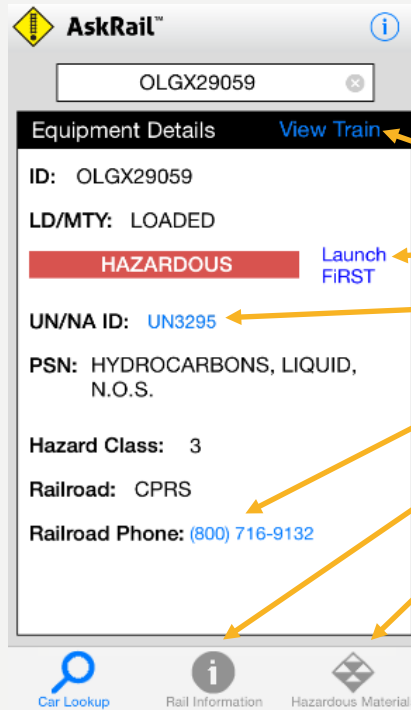 AskRail™
OLGX29059
Equipment Details View Train
ID: OLGX29059
LD/MTY: LOADED
HAZARDOUS
Launch
FiRST
UN/NA ID: UN3295
PSN: HYDROCARBONS, LIQUID,
N.O.S.
Hazard Class: 3
Railroad: CPRS
Railroad Phone: (800) 716-9132
Car Lookup Rail Information Hazardous Material